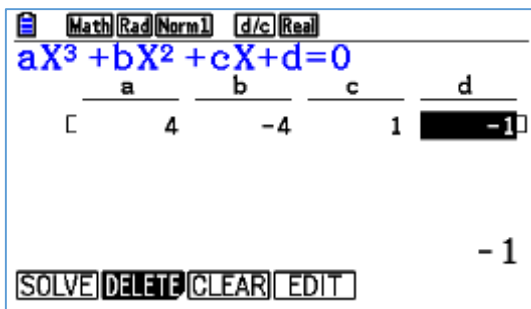 Math Rad Norm1 d/c Real
aX³ +bX² +cX+d=0
a b c d
[ 4 -4 1 -1]
-1
SOLVE DELETE CLEAR EDIT